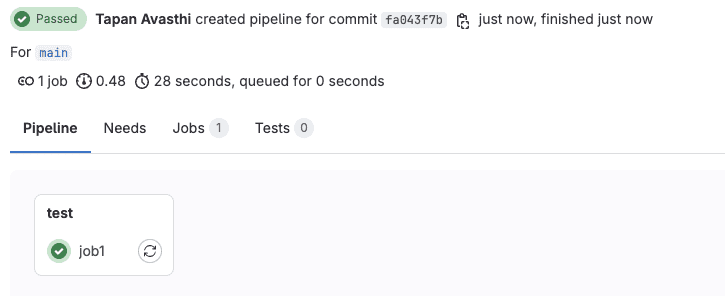 Passed Tapan Avasthi created pipeline for commit fa043f7b just now, finished just now
For main
1 job 0.48 28 seconds, queued for 0 seconds
Pipeline Needs Jobs 1 Tests 0
test
job1